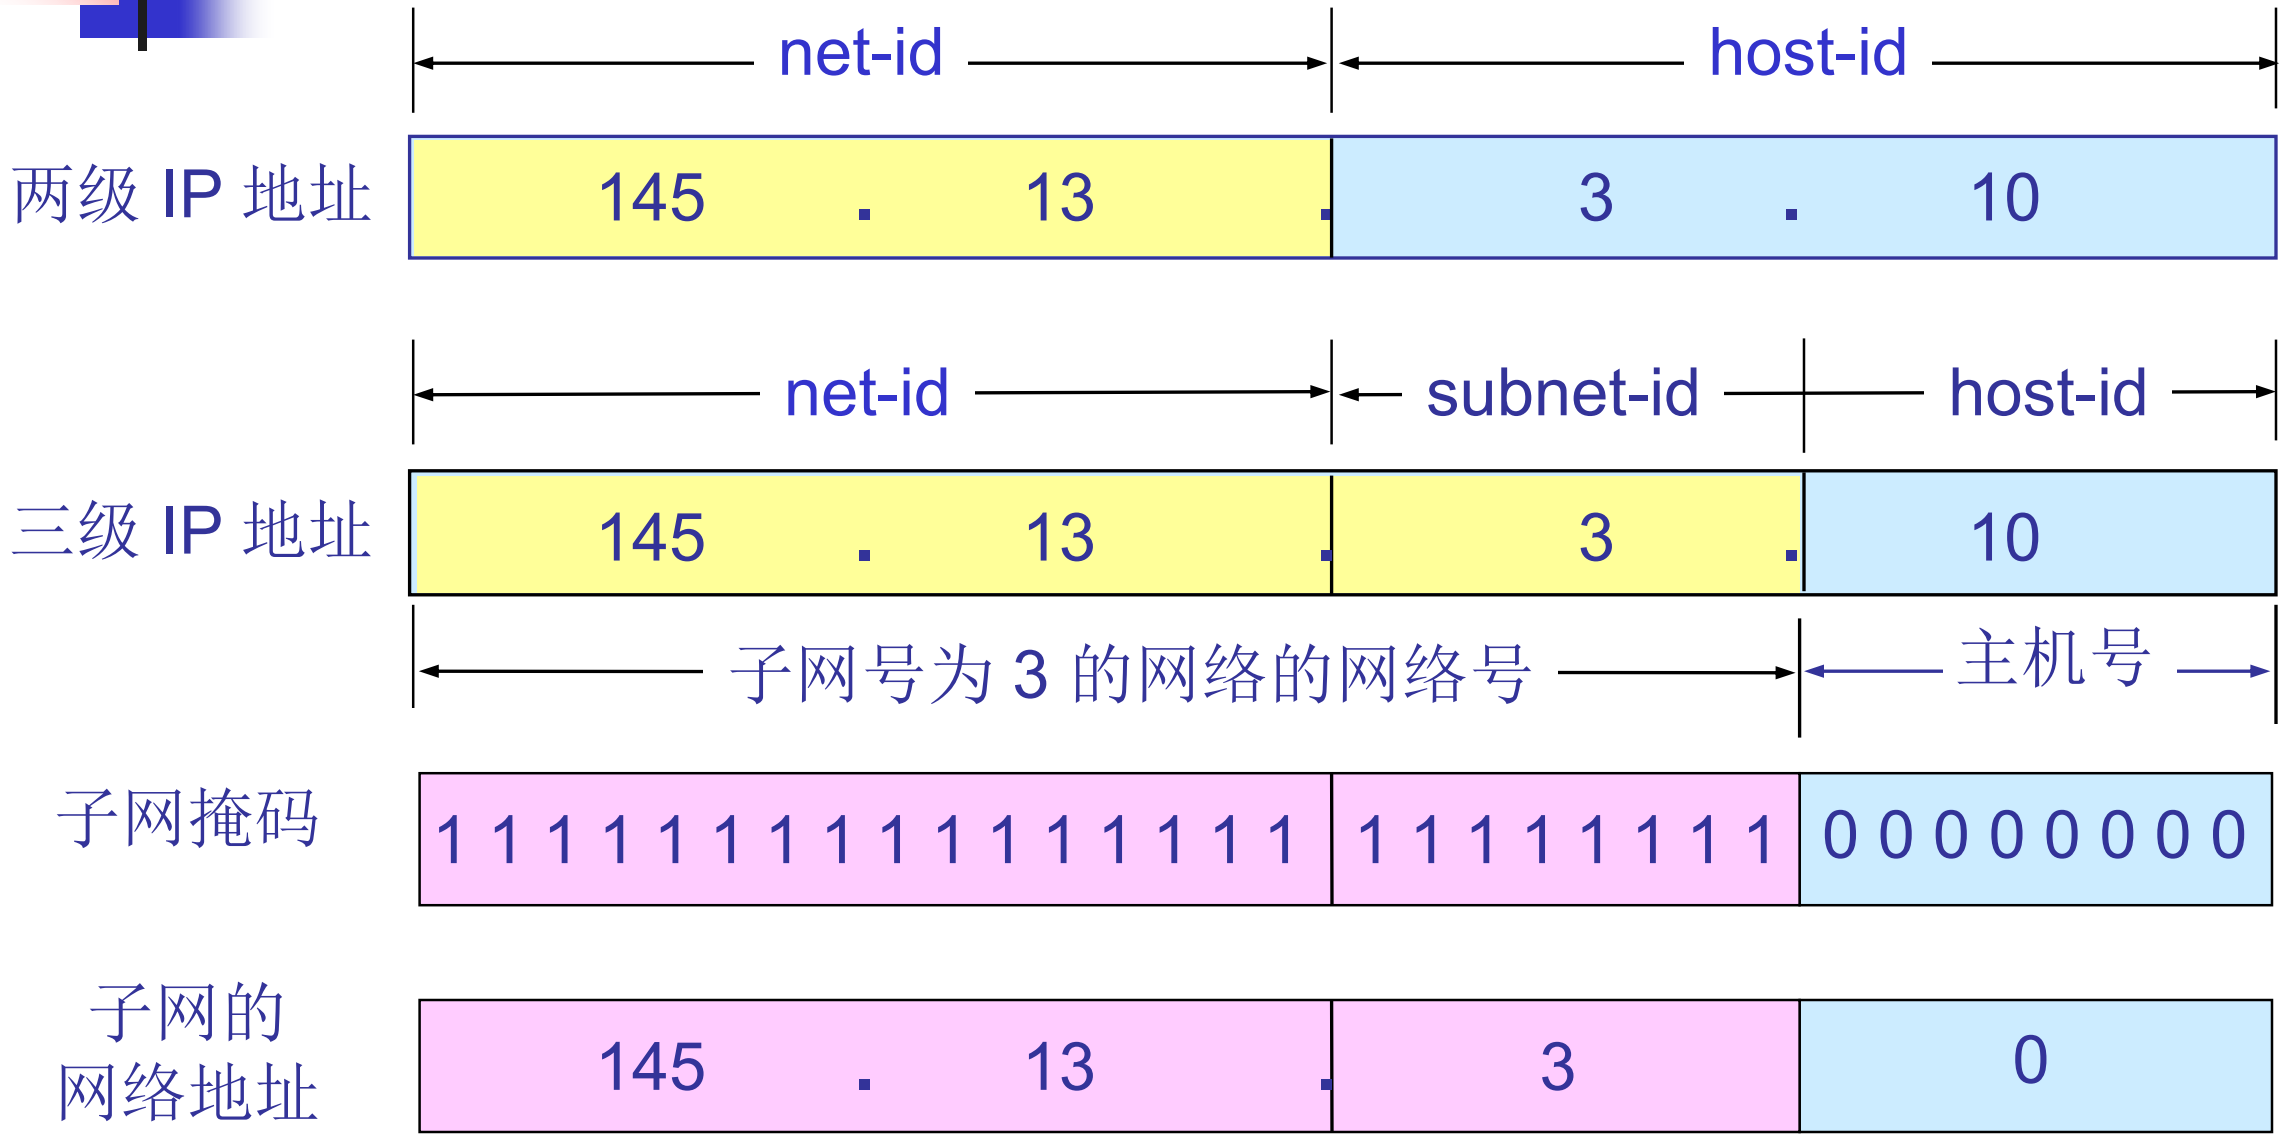 net-id host-id
两级 IP 地址 145 . 13 . 3 . 10
net-id subnet-id host-id
三级 IP 地址 145 . 13 . 3 . 10
子网号为 3 的网络的网络号 主机号
子网掩码 1 1 1 1 1 1 1 1 1 1 1 1 1 1 1 1 1 1 1 1 1 1 1 1 0 0 0 0 0 0 0 0
子网的
网络地址 145 . 13 . 3 0